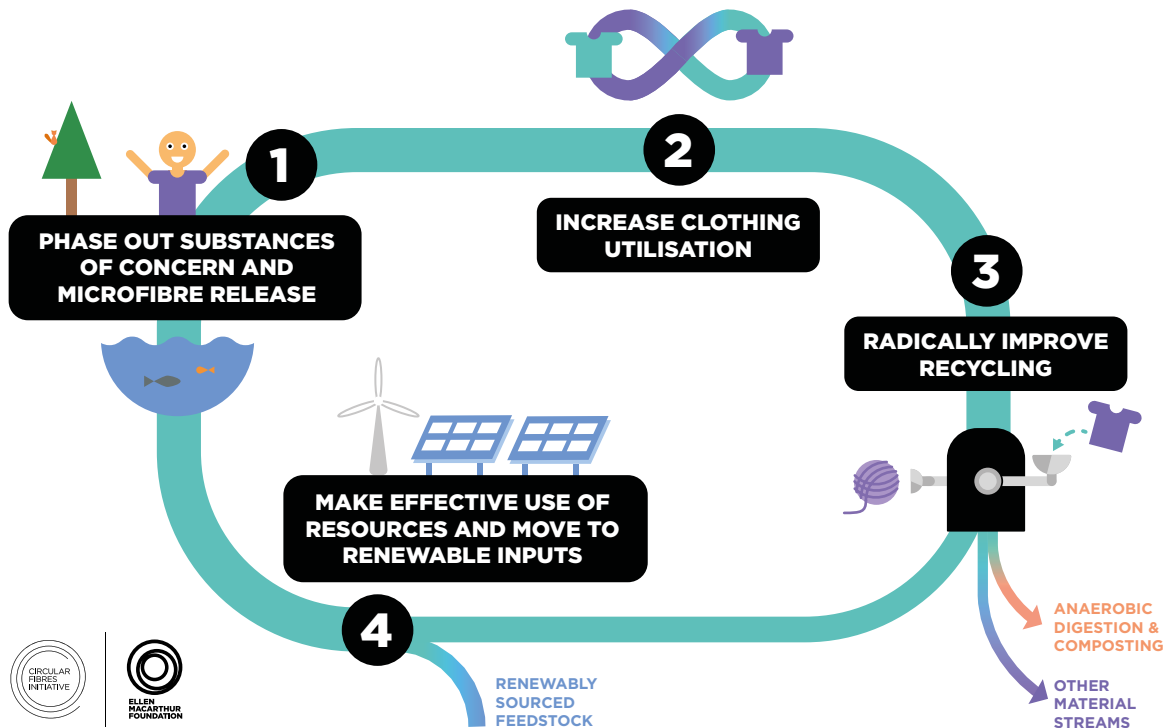 1
PHASE OUT SUBSTANCES
OF CONCERN AND
MICROFIBRE RELEASE
2
INCREASE CLOTHING
UTILISATION
3
RADICALLY IMPROVE
RECYCLING
MAKE EFFECTIVE USE OF
RESOURCES AND MOVE TO
RENEWABLE INPUTS
4
RENEWABLY
SOURCED
FEEDSTOCK
ANAEROBIC
DIGESTION &
COMPOSTING
OTHER
MATERIAL
STREAMS
CIRCULAR
FIBRES
INITIATIVE
ELLEN
MACARTHUR
FOUNDATION